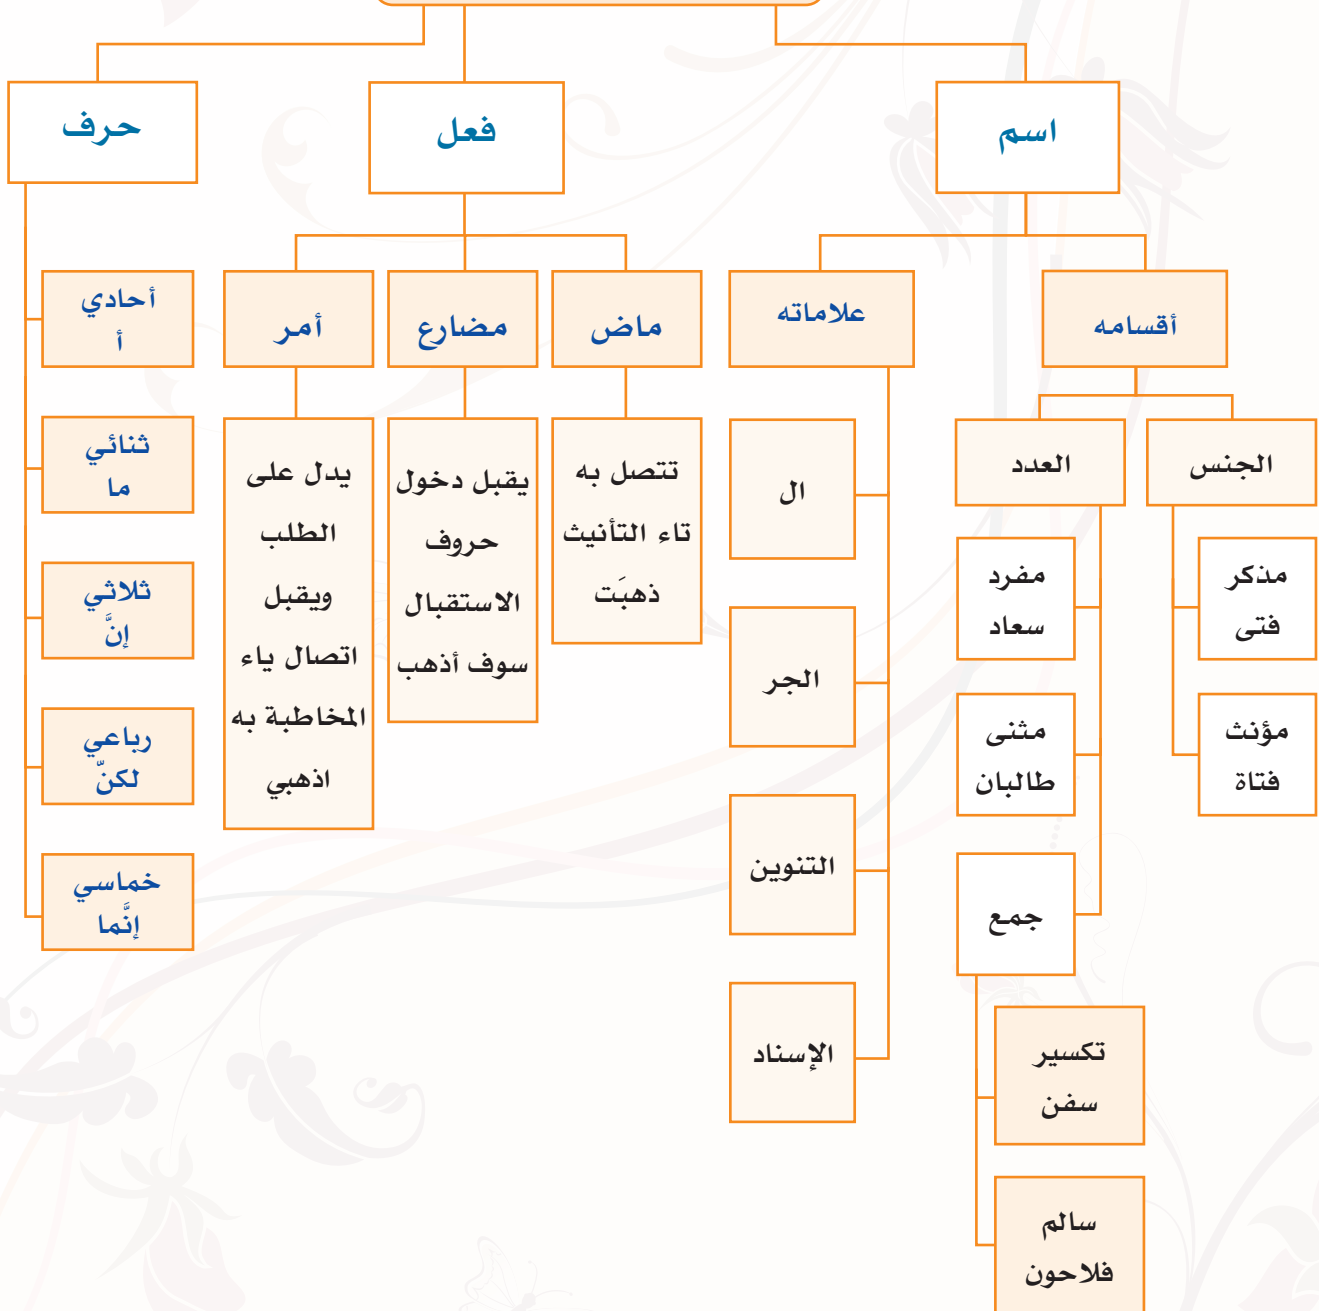 اسم
فعل
حرف
أقسامه
علاماته
ماض
مضارع
أمر
أحادي
أ
ثنائي
ما
ثلاثي
إنَّ
رباعي
لكنّ
خماسي
إنَّما
الجنس
العدد
مذكر
فتى
مؤنث
فتاة
مفرد
سعاد
مثنى
طالبان
جمع
تكسير
سفن
سالم
فلاحون
ال
الجر
التنوين
الإسناد
تتصل به
تاء التأنيث
ذهبَت
يقبل دخول
حروف
الاستقبال
سوف أذهب
يدل على
الطلب
ويقبل
اتصال ياء
المخاطبة به
اذهبي